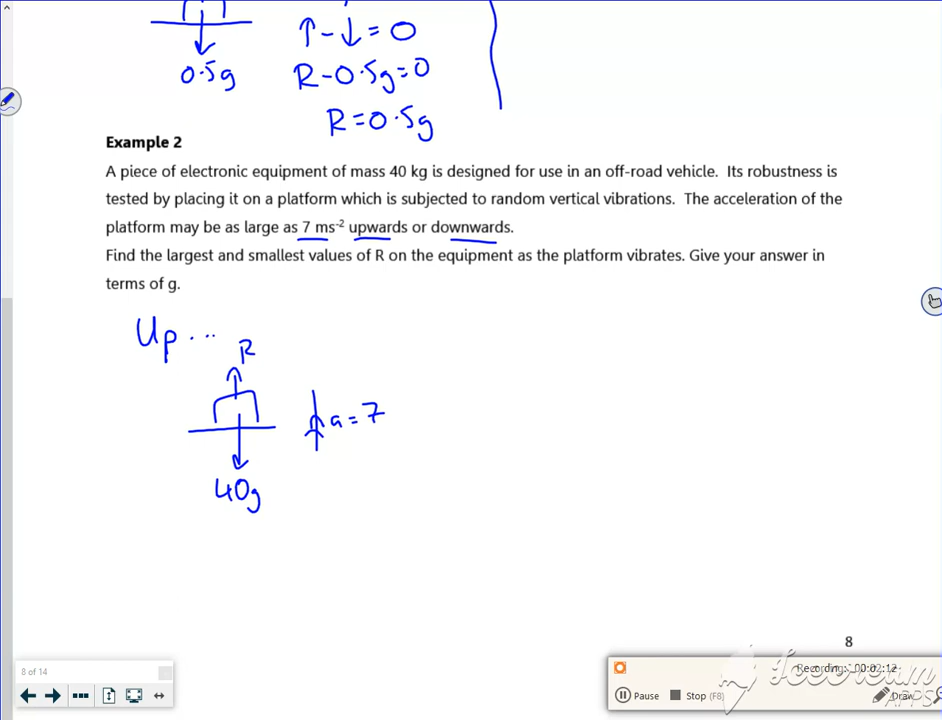 0.5g
↑ - ↓ = 0
R - 0.5g = 0
R = 0.5g
Example 2
A piece of electronic equipment of mass 40 kg is designed for use in an off-road vehicle. Its robustness is
tested by placing it on a platform which is subjected to random vertical vibrations. The acceleration of the
platform may be as large as 7 ms⁻² upwards or downwards.
Find the largest and smallest values of R on the equipment as the platform vibrates. Give your answer in
terms of g.
Up...
R
a = 7
40g
8
8 of 14
Recording: 00:02:12
Icecream
APPS
Pause Stop (F8) Draw